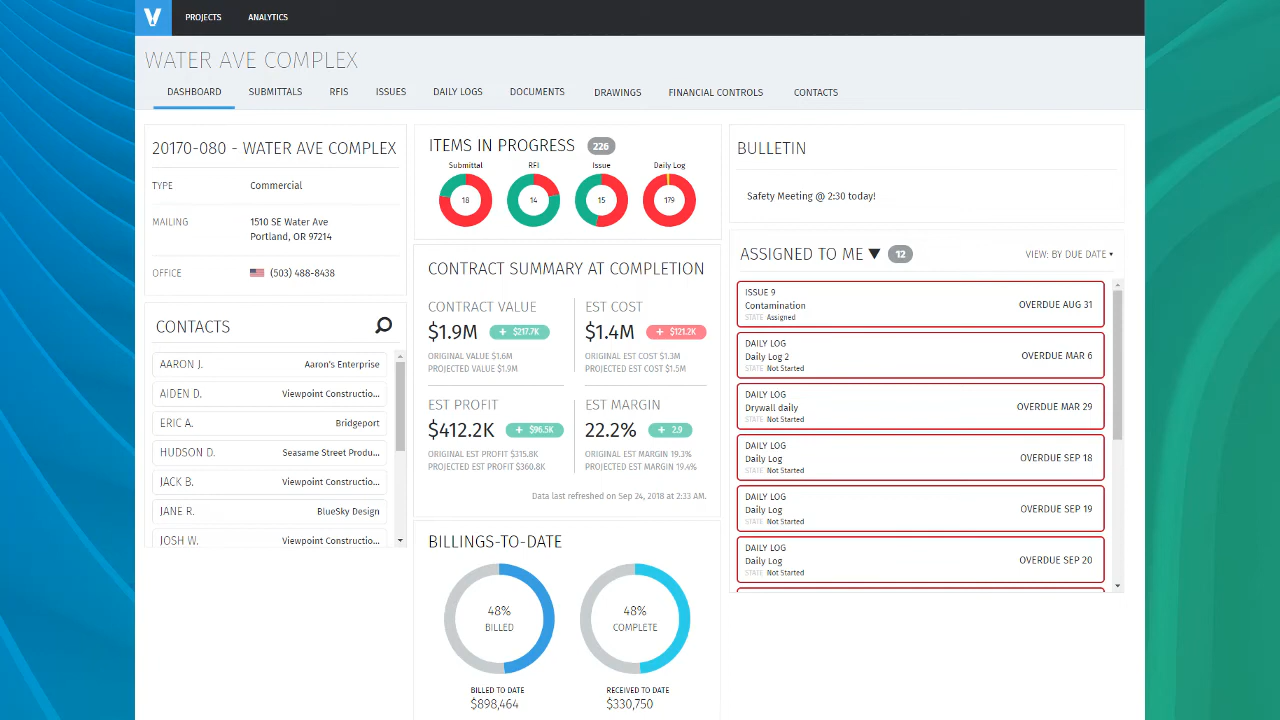 PROJECTS
ANALYTICS
WATER AVE COMPLEX
DASHBOARD
SUBMITTALS
RFIS
ISSUES
DAILY LOGS
DOCUMENTS
DRAWINGS
FINANCIAL CONTROLS
CONTACTS
20170-080 - WATER AVE COMPLEX
TYPE
Commercial
MAILING
1510 SE Water Ave
Portland, OR 97214
OFFICE
(503) 488-8438
CONTACTS
AARON J.
Aaron's Enterprise
AIDEN D.
Viewpoint Constructio...
ERIC A.
Bridgeport
HUDSON D.
Seasame Street Produ...
JACK B.
Viewpoint Constructio...
JANE R.
BlueSky Design
JOSH W.
Viewpoint Constructio...
ITEMS IN PROGRESS
226
Submittal
RFI
Issue
Daily Log
18
14
15
179
CONTRACT SUMMARY AT COMPLETION
CONTRACT VALUE
$1.9M
+ $217.7K
ORIGINAL VALUE $1.6M
PROJECTED VALUE $1.9M
EST COST
$1.4M
+ $121.2K
ORIGINAL EST COST $1.3M
PROJECTED EST COST $1.5M
EST PROFIT
$412.2K
+ $96.5K
ORIGINAL EST PROFIT $315.8K
PROJECTED EST PROFIT $360.8K
EST MARGIN
22.2%
+ 2.9
ORIGINAL EST MARGIN 19.3%
PROJECTED EST MARGIN 19.4%
Data last refreshed on Sep 24, 2018 at 2:33 AM.
BILLINGS-TO-DATE
48%
BILLED
48%
COMPLETE
BILLED TO DATE
$898,464
RECEIVED TO DATE
$330,750
BULLETIN
Safety Meeting @ 2:30 today!
ASSIGNED TO ME
12
VIEW: BY DUE DATE
ISSUE 9
Contamination
STATE Assigned
OVERDUE AUG 31
DAILY LOG
Daily Log 2
STATE Not Started
OVERDUE MAR 6
DAILY LOG
Drywall daily
STATE Not Started
OVERDUE MAR 29
DAILY LOG
Daily Log
STATE Not Started
OVERDUE SEP 18
DAILY LOG
Daily Log
STATE Not Started
OVERDUE SEP 19
DAILY LOG
Daily Log
STATE Not Started
OVERDUE SEP 20